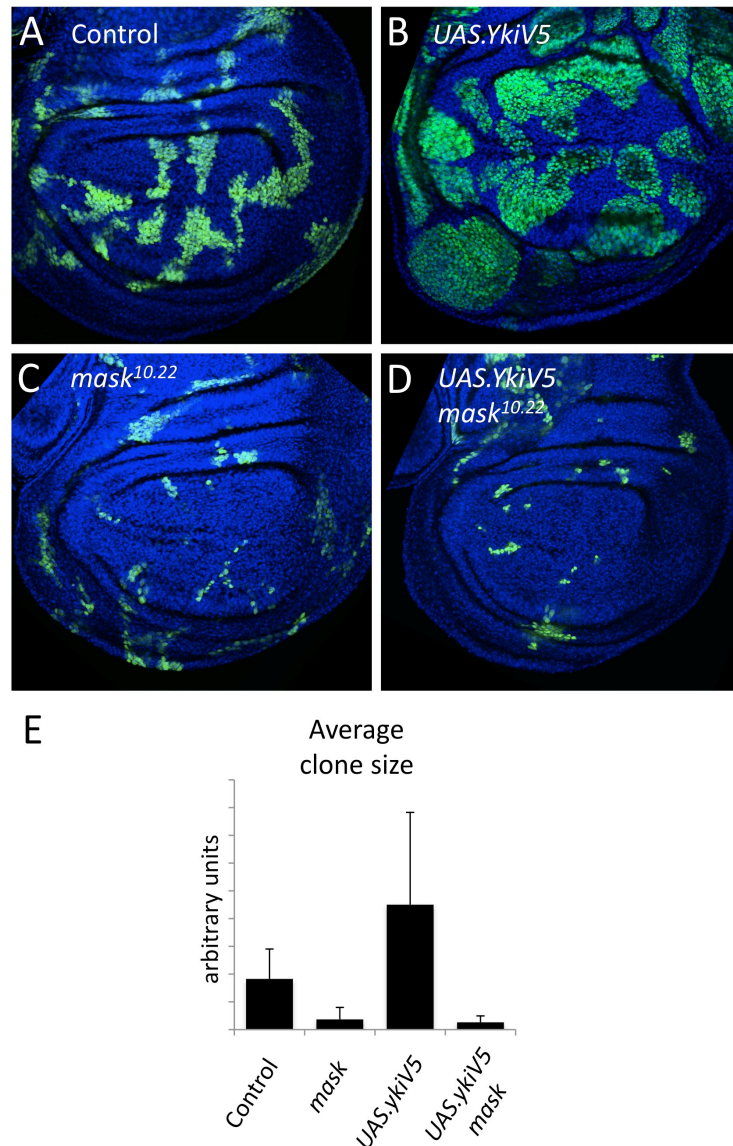 A Control
B UAS.YkiV5
C mask10.22
D UAS.YkiV5
mask10.22
E
Average
clone size
arbitrary units
Control
mask
UAS.ykiV5
UAS.ykiV5
mask